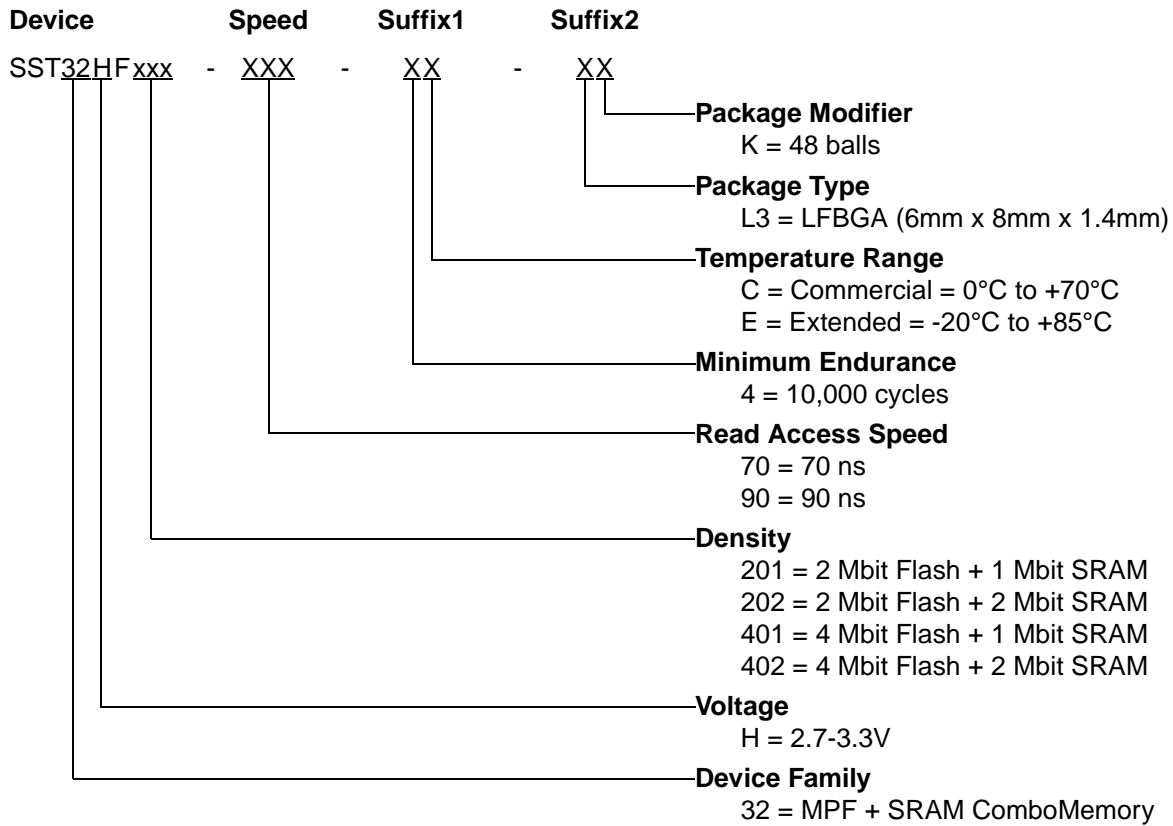 Device Speed Suffix1 Suffix2
SST32HFxxx - XXX - XX - XX
Package Modifier
K = 48 balls
Package Type
L3 = LFBGA (6mm x 8mm x 1.4mm)
Temperature Range
C = Commercial = 0°C to +70°C
E = Extended = -20°C to +85°C
Minimum Endurance
4 = 10,000 cycles
Read Access Speed
70 = 70 ns
90 = 90 ns
Density
201 = 2 Mbit Flash + 1 Mbit SRAM
202 = 2 Mbit Flash + 2 Mbit SRAM
401 = 4 Mbit Flash + 1 Mbit SRAM
402 = 4 Mbit Flash + 2 Mbit SRAM
Voltage
H = 2.7-3.3V
Device Family
32 = MPF + SRAM ComboMemory